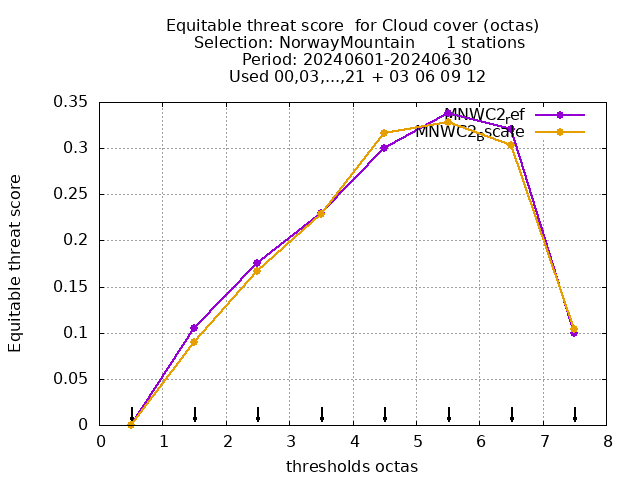 Equitable threat score  for Cloud cover (octas)
Selection: NorwayMountain      1 stations
Period: 20240601-20240630
Used 00,03,...,21 + 03 06 09 12
0.35
0.3
0.25
0.2
0.15
0.1
0.05
0
Equitable threat score
MNWC2ref
MNWC2Bscale
0 1 2 3 4 5 6 7 8
thresholds octas